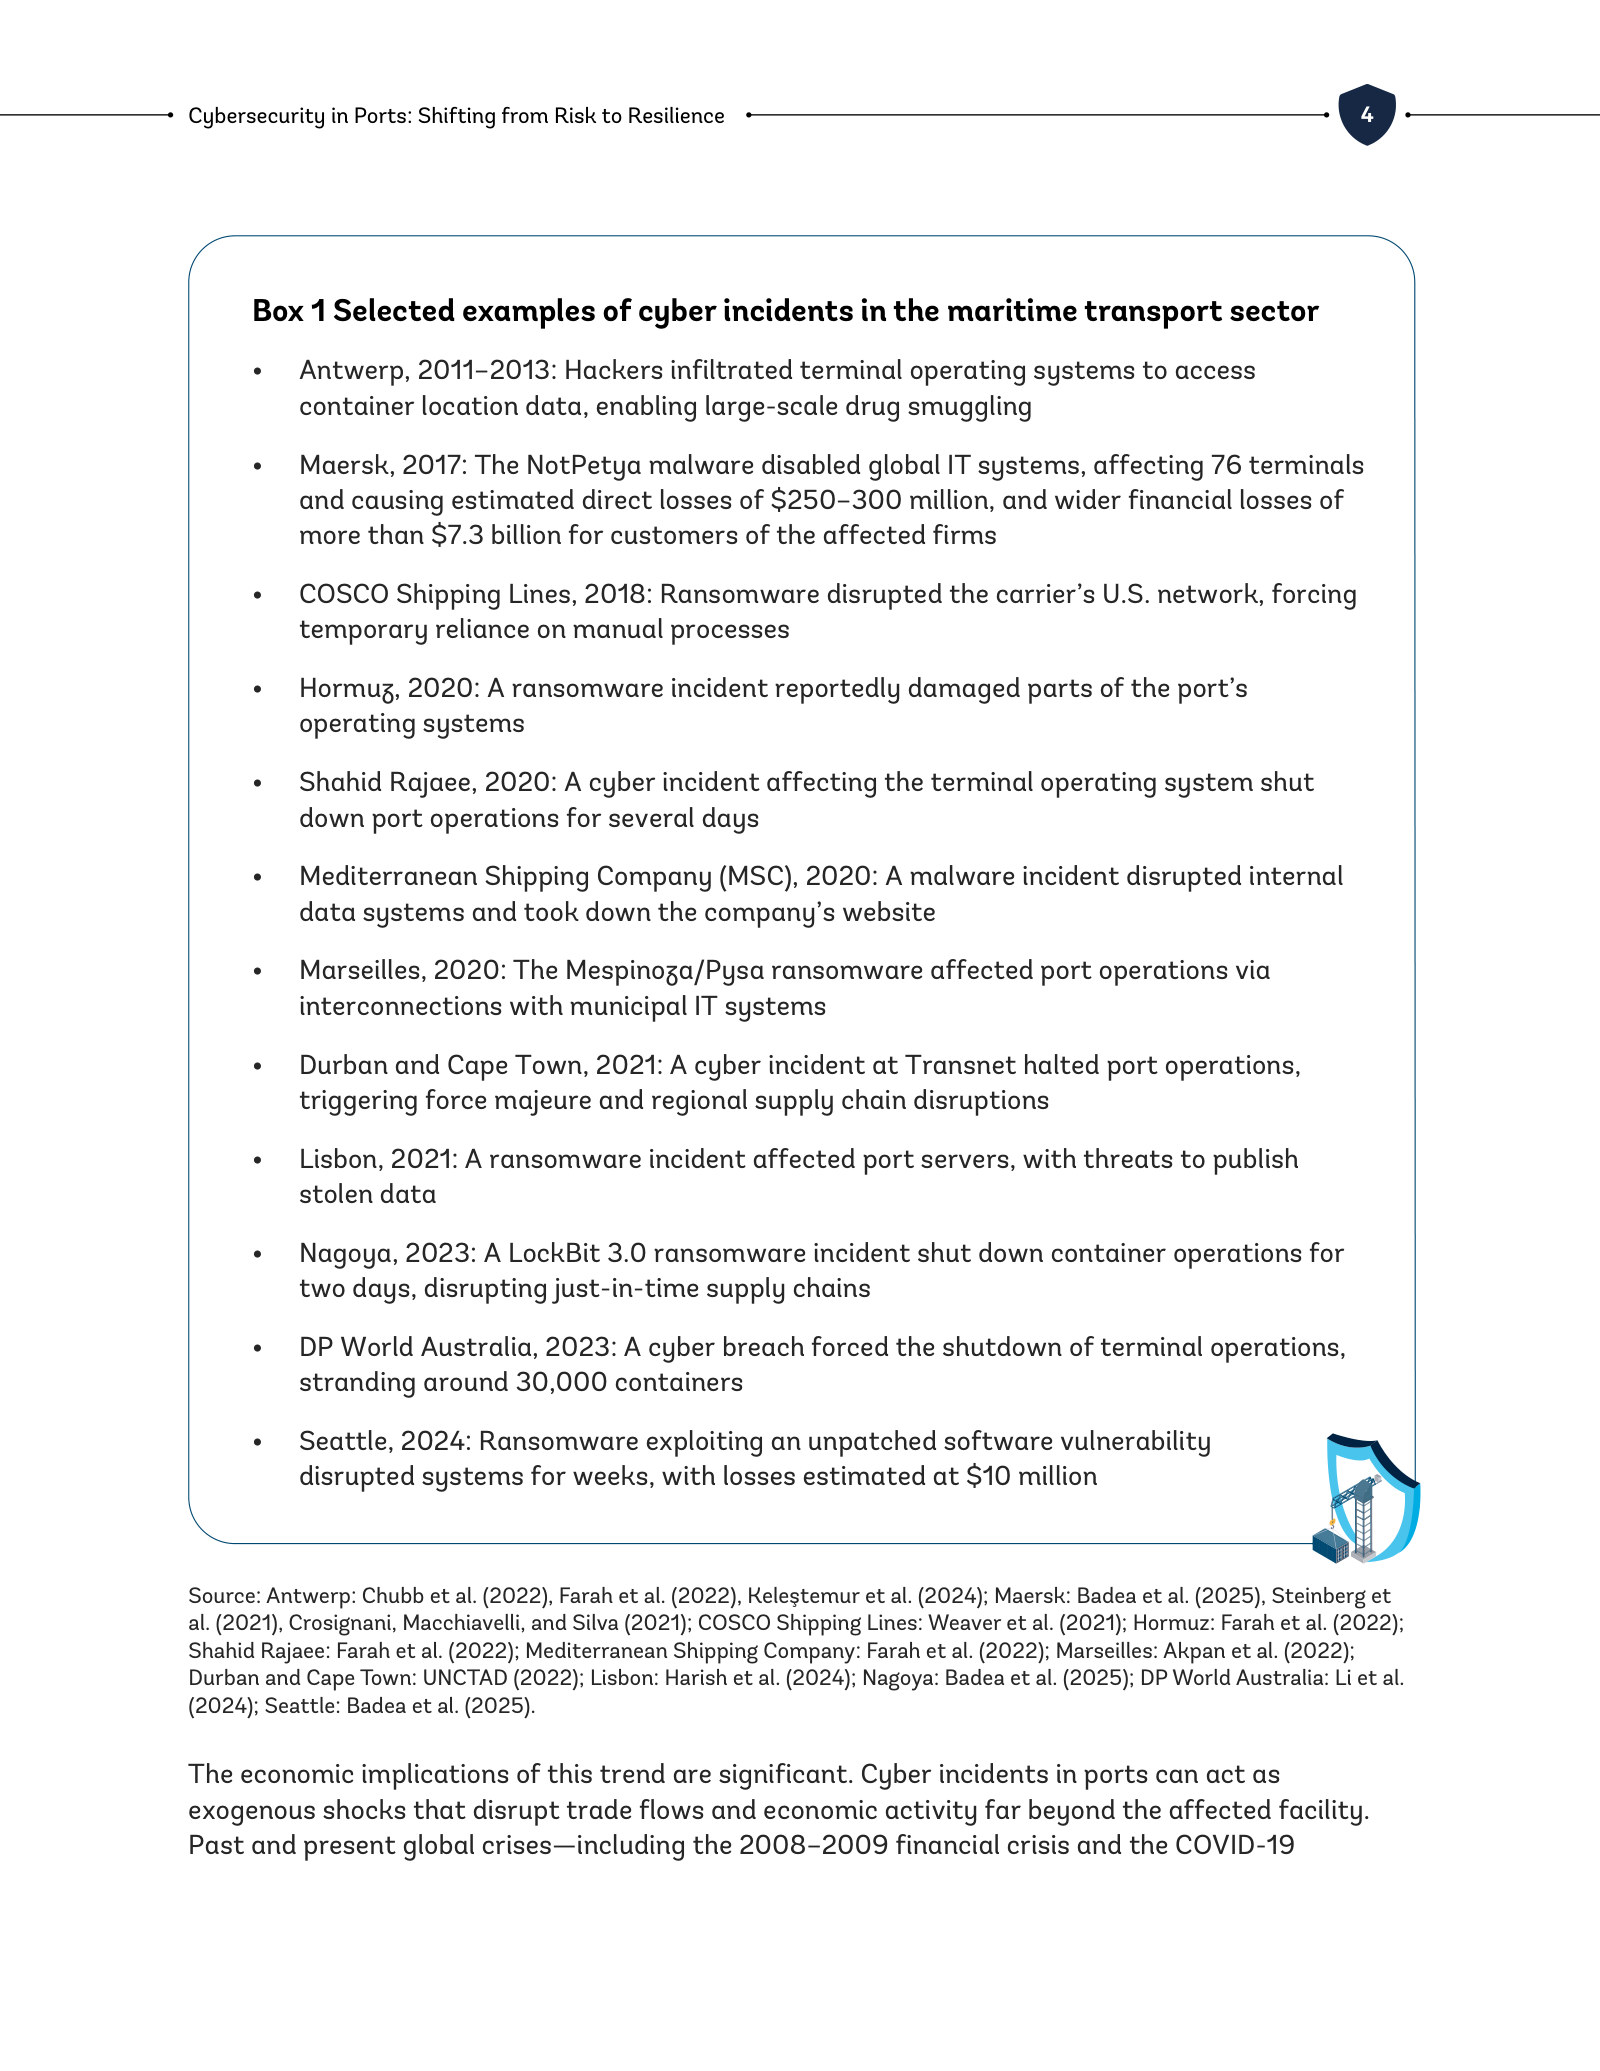 Cybersecurity in Ports: Shifting from Risk to Resilience
4
Box 1 Selected examples of cyber incidents in the maritime transport sector
• Antwerp, 2011–2013: Hackers infiltrated terminal operating systems to access
container location data, enabling large-scale drug smuggling
• Maersk, 2017: The NotPetya malware disabled global IT systems, affecting 76 terminals
and causing estimated direct losses of $250–300 million, and wider financial losses of
more than $7.3 billion for customers of the affected firms
• COSCO Shipping Lines, 2018: Ransomware disrupted the carrier’s U.S. network, forcing
temporary reliance on manual processes
• Hormuz, 2020: A ransomware incident reportedly damaged parts of the port’s
operating systems
• Shahid Rajaee, 2020: A cyber incident affecting the terminal operating system shut
down port operations for several days
• Mediterranean Shipping Company (MSC), 2020: A malware incident disrupted internal
data systems and took down the company’s website
• Marseilles, 2020: The Mespinoza/Pysa ransomware affected port operations via
interconnections with municipal IT systems
• Durban and Cape Town, 2021: A cyber incident at Transnet halted port operations,
triggering force majeure and regional supply chain disruptions
• Lisbon, 2021: A ransomware incident affected port servers, with threats to publish
stolen data
• Nagoya, 2023: A LockBit 3.0 ransomware incident shut down container operations for
two days, disrupting just-in-time supply chains
• DP World Australia, 2023: A cyber breach forced the shutdown of terminal operations,
stranding around 30,000 containers
• Seattle, 2024: Ransomware exploiting an unpatched software vulnerability
disrupted systems for weeks, with losses estimated at $10 million
Source: Antwerp: Chubb et al. (2022), Farah et al. (2022), Keleştemur et al. (2024); Maersk: Badea et al. (2025), Steinberg et
al. (2021), Crosignani, Macchiavelli, and Silva (2021); COSCO Shipping Lines: Weaver et al. (2021); Hormuz: Farah et al. (2022);
Shahid Rajaee: Farah et al. (2022); Mediterranean Shipping Company: Farah et al. (2022); Marseilles: Akpan et al. (2022);
Durban and Cape Town: UNCTAD (2022); Lisbon: Harish et al. (2024); Nagoya: Badea et al. (2025); DP World Australia: Li et al.
(2024); Seattle: Badea et al. (2025).
The economic implications of this trend are significant. Cyber incidents in ports can act as
exogenous shocks that disrupt trade flows and economic activity far beyond the affected facility.
Past and present global crises—including the 2008–2009 financial crisis and the COVID-19